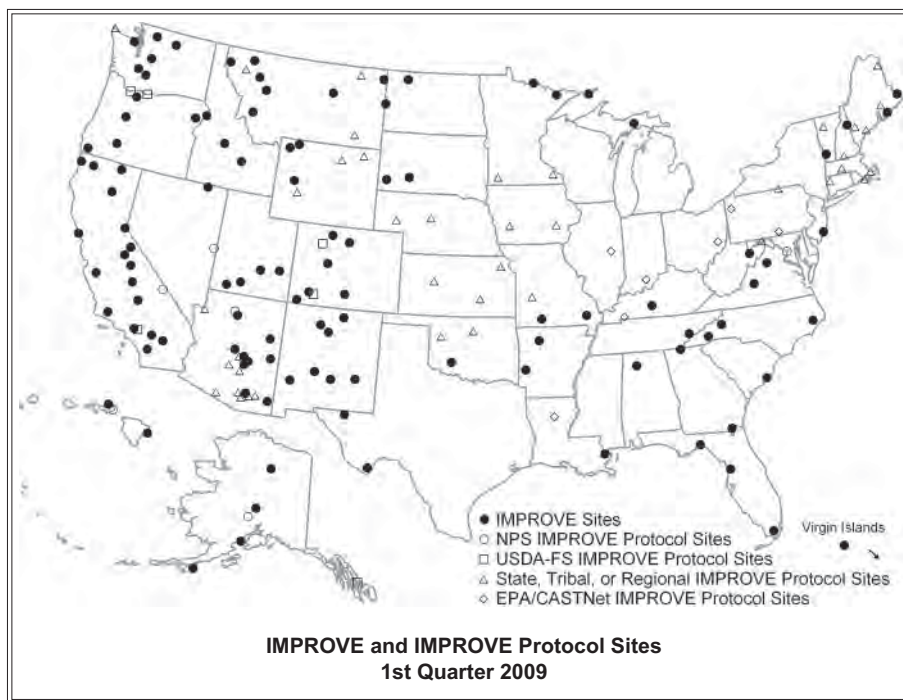 IMPROVE Sites
NPS IMPROVE Protocol Sites
USDA-FS IMPROVE Protocol Sites
State, Tribal, or Regional IMPROVE Protocol Sites
EPA/CASTNet IMPROVE Protocol Sites
Virgin Islands
IMPROVE and IMPROVE Protocol Sites
1st Quarter 2009